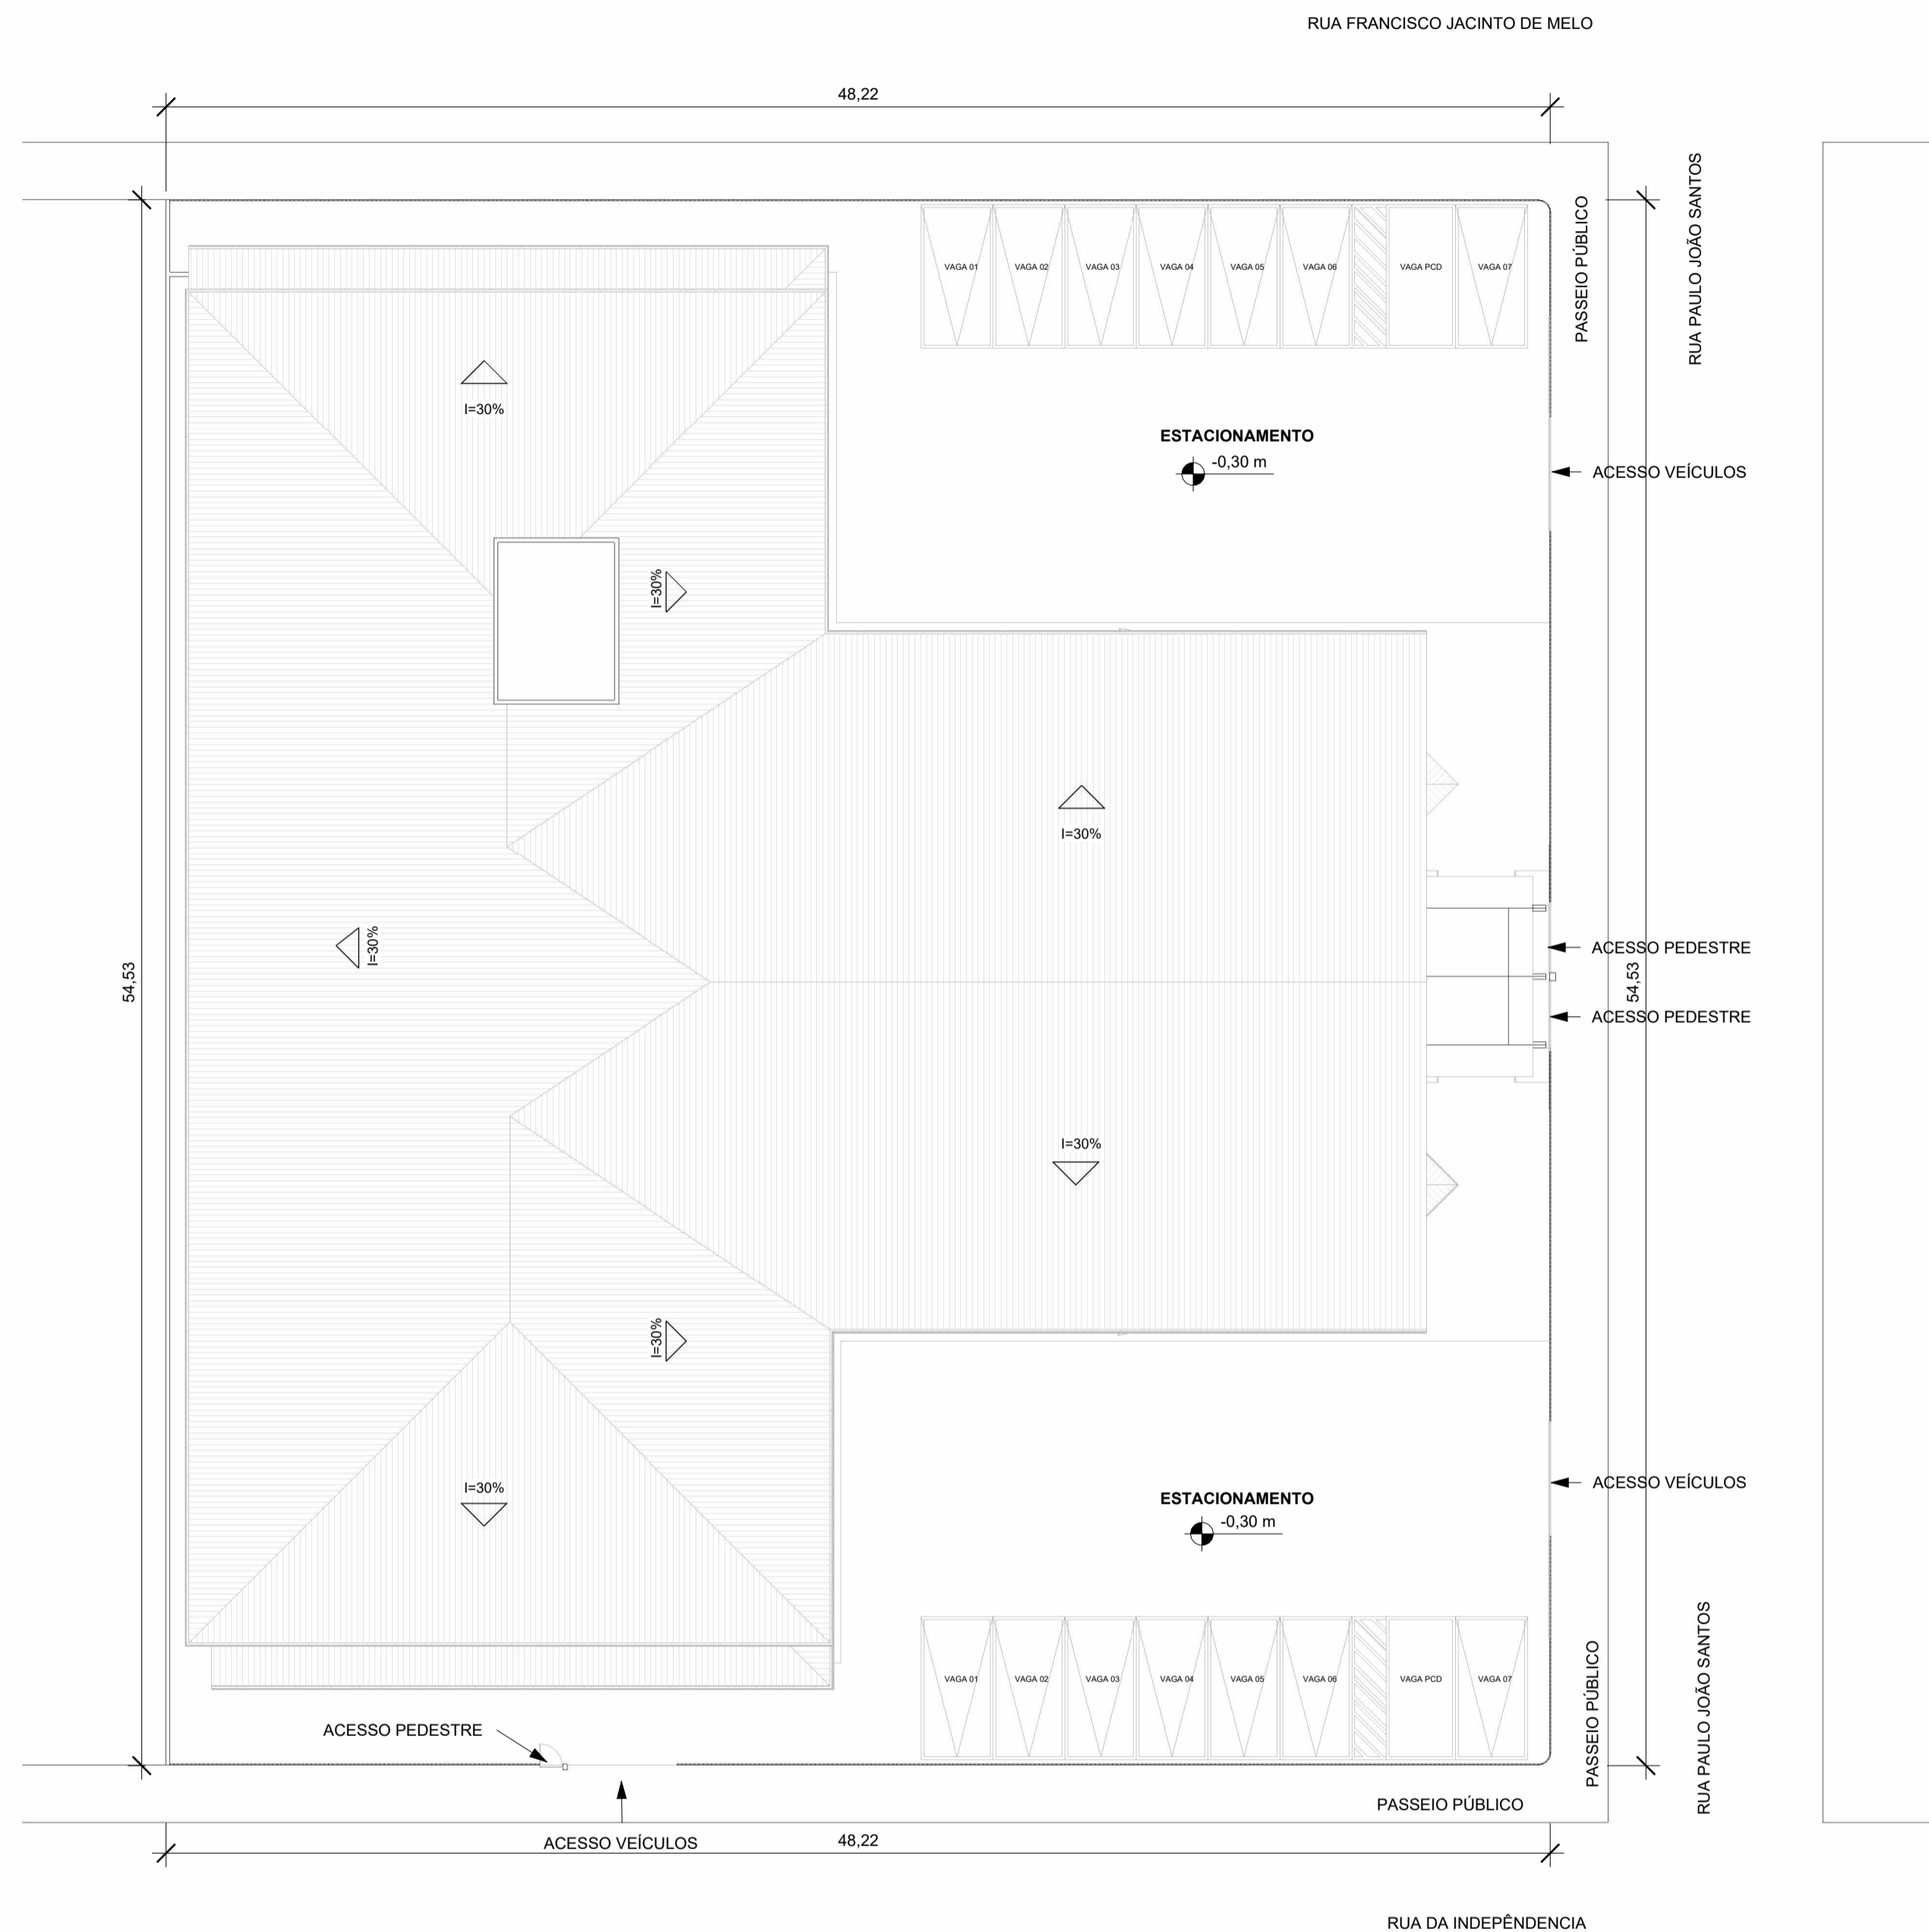 RUA FRANCISCO JACINTO DE MELO
48,22
RUA PAULO JOÃO SANTOS
PASSEIO PÚBLICO
VAGA 01
VAGA 02
VAGA 03
VAGA 04
VAGA 05
VAGA 06
VAGA PCD
VAGA 07
I=30%
ESTACIONAMENTO
-0,30 m
ACESSO VEÍCULOS
I=30%
I=30%
I=30%
54,53
ACESSO PEDESTRE
54,53
ACESSO PEDESTRE
I=30%
I=30%
I=30%
ESTACIONAMENTO
-0,30 m
ACESSO VEÍCULOS
VAGA 01
VAGA 02
VAGA 03
VAGA 04
VAGA 05
VAGA 06
VAGA PCD
VAGA 07
PASSEIO PÚBLICO
RUA PAULO JOÃO SANTOS
ACESSO PEDESTRE
PASSEIO PÚBLICO
ACESSO VEÍCULOS
48,22
RUA DA INDEPÊNDENCIA